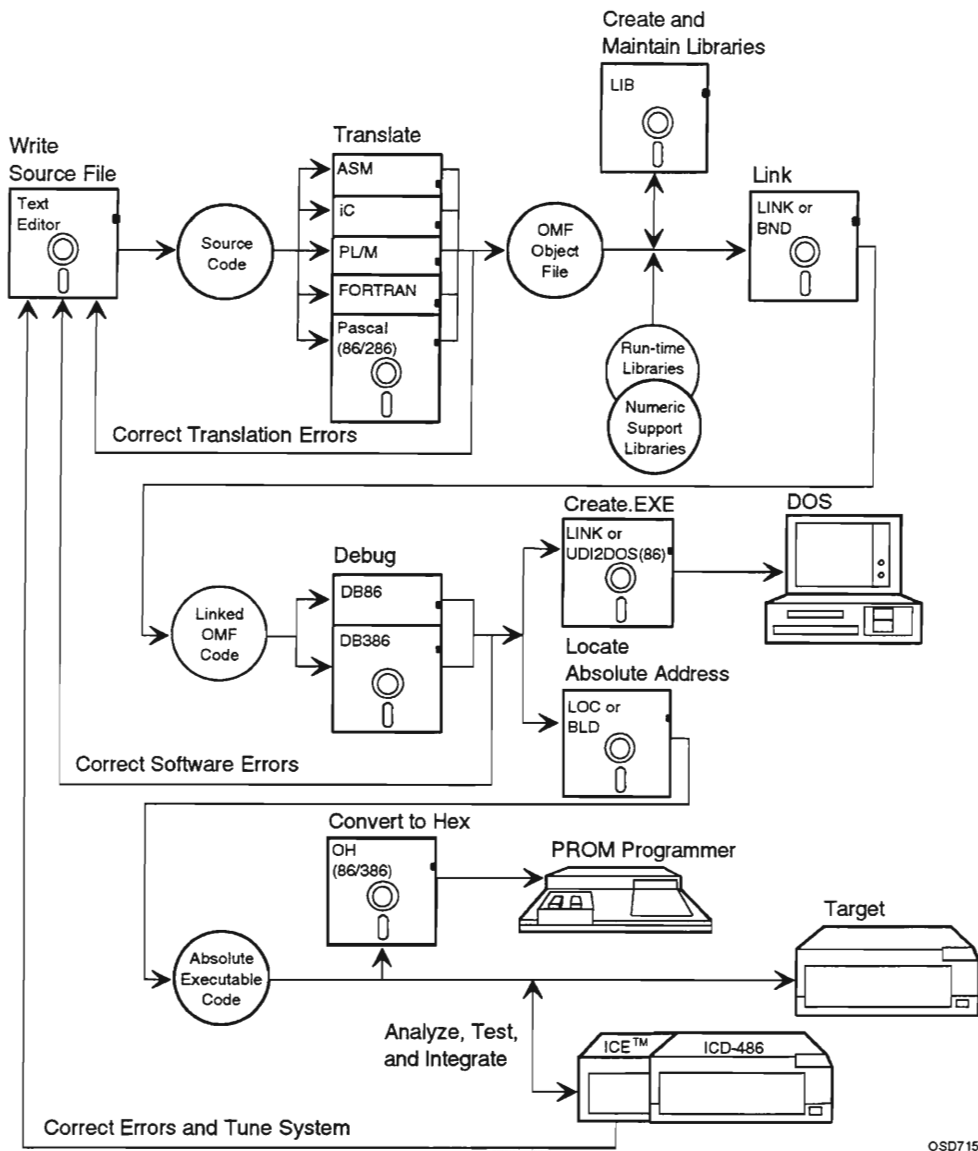 Create and
Maintain Libraries
LIB
Write
Source File
Text
Editor
Source
Code
Translate
ASM
iC
PL/M
FORTRAN
Pascal
(86/286)
OMF
Object
File
Link
LINK or
BND
Run-time
Libraries
Numeric
Support
Libraries
Correct Translation Errors
Create.EXE
LINK or
UDI2DOS(86)
DOS
Debug
DB86
DB386
Linked
OMF
Code
Locate
Absolute Address
LOC or
BLD
Correct Software Errors
Convert to Hex
OH
(86/386)
PROM Programmer
Target
Absolute
Executable
Code
Analyze, Test,
and Integrate
ICE™
ICD-486
Correct Errors and Tune System
OSD715